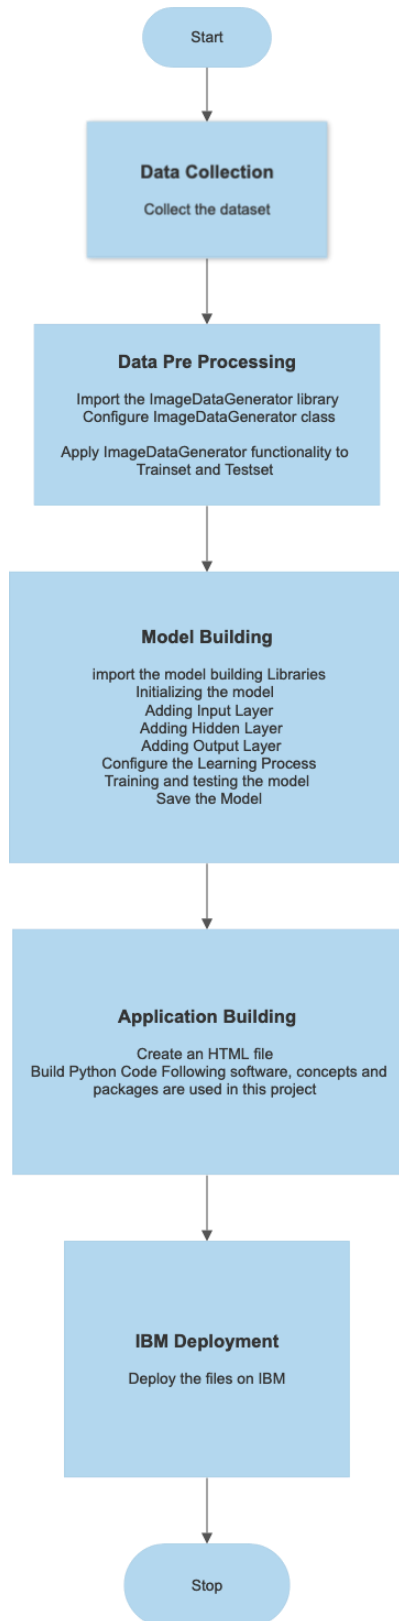 Start
Data Collection
Collect the dataset
Data Pre Processing
Import the ImageDataGenerator library
Configure ImageDataGenerator class
Apply ImageDataGenerator functionality to
Trainset and Testset
Model Building
import the model building Libraries
Initializing the model
Adding Input Layer
Adding Hidden Layer
Adding Output Layer
Configure the Learning Process
Training and testing the model
Save the Model
Application Building
Create an HTML file
Build Python Code Following software, concepts and
packages are used in this project
IBM Deployment
Deploy the files on IBM
Stop